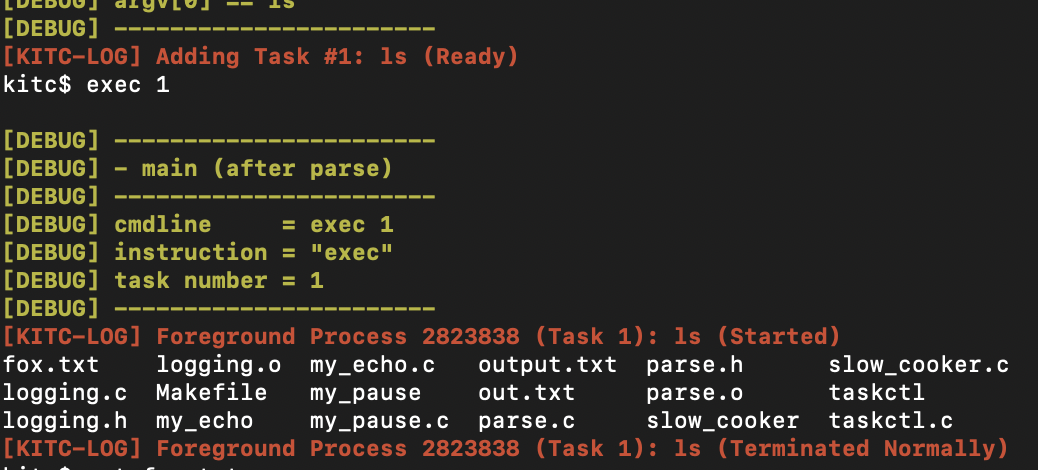 [DEBUG] argv[0] == ls
[DEBUG] -----------------------
[KITC-LOG] Adding Task #1: ls (Ready)
kitc$ exec 1
[DEBUG] -----------------------
[DEBUG] - main (after parse)
[DEBUG] -----------------------
[DEBUG] cmdline     = exec 1
[DEBUG] instruction = "exec"
[DEBUG] task number = 1
[DEBUG] -----------------------
[KITC-LOG] Foreground Process 2823838 (Task 1): ls (Started)
fox.txt    logging.o  my_echo.c   output.txt  parse.h      slow_cooker.c
logging.c  Makefile   my_pause    out.txt     parse.o      taskctl
logging.h  my_echo    my_pause.c  parse.c     slow_cooker  taskctl.c
[KITC-LOG] Foreground Process 2823838 (Task 1): ls (Terminated Normally)